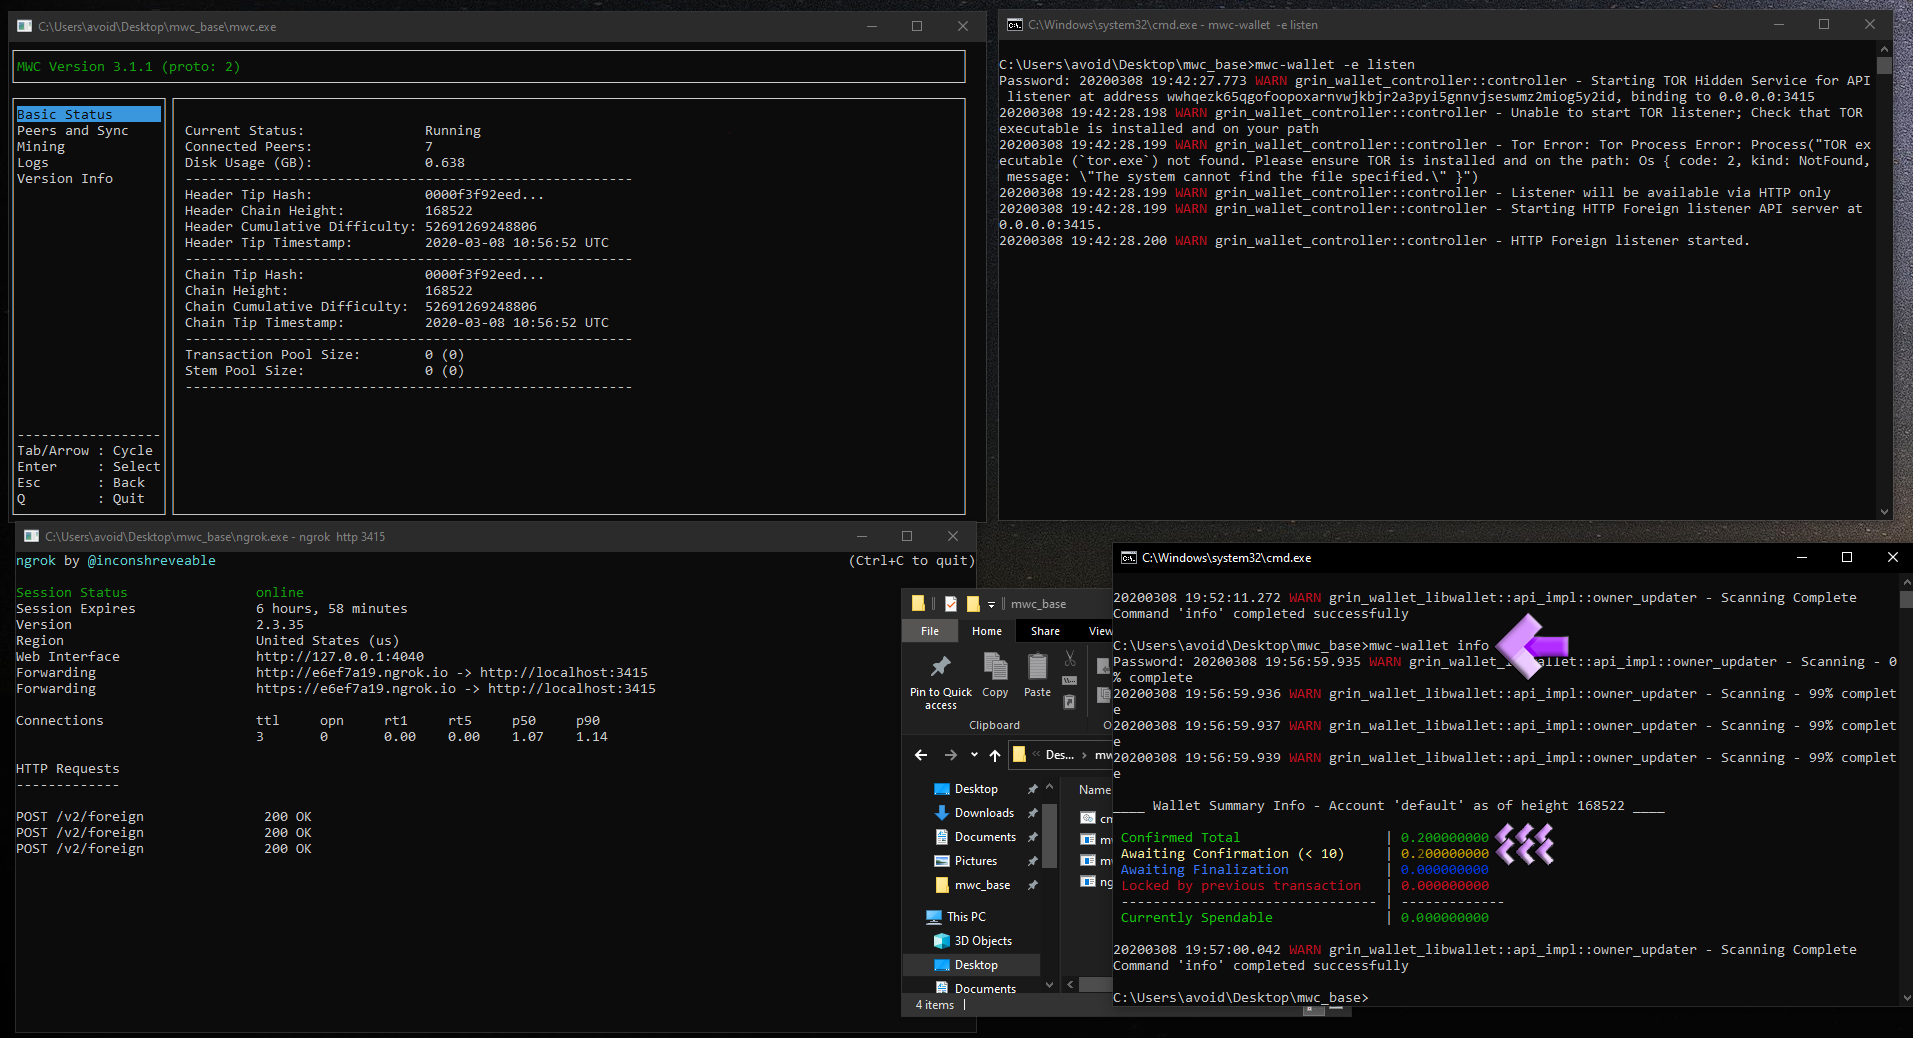 C:\Users\avoid\Desktop\mwc_base\mwc.exe
MWC Version 3.1.1 (proto: 2)
Basic Status
Peers and Sync
Mining
Logs
Version Info
------------------
Tab/Arrow : Cycle
Enter     : Select
Esc       : Back
Q         : Quit
Current Status:               Running
Connected Peers:              7
Disk Usage (GB):              0.638
--------------------------------------------------------
Header Tip Hash:              0000f3f92eed...
Header Chain Height:          168522
Header Cumulative Difficulty: 52691269248806
Header Tip Timestamp:         2020-03-08 10:56:52 UTC
--------------------------------------------------------
Chain Tip Hash:               0000f3f92eed...
Chain Height:                 168522
Chain Cumulative Difficulty:  52691269248806
Chain Tip Timestamp:          2020-03-08 10:56:52 UTC
--------------------------------------------------------
Transaction Pool Size:        0 (0)
Stem Pool Size:               0 (0)
--------------------------------------------------------
C:\Windows\system32\cmd.exe - mwc-wallet  -e listen
C:\Users\avoid\Desktop\mwc_base>mwc-wallet -e listen
Password: 20200308 19:42:27.773 WARN grin_wallet_controller::controller - Starting TOR Hidden Service for API
 listener at address wwhqezk65qgofoopoxarnvwjkbjr2a3pyi5gnnvjseswmz2miog5y2id, binding to 0.0.0.0:3415
20200308 19:42:28.198 WARN grin_wallet_controller::controller - Unable to start TOR listener; Check that TOR
executable is installed and on your path
20200308 19:42:28.199 WARN grin_wallet_controller::controller - Tor Error: Tor Process Error: Process("TOR ex
ecutable (`tor.exe`) not found. Please ensure TOR is installed and on the path: Os { code: 2, kind: NotFound,
 message: \"The system cannot find the file specified.\" }")
20200308 19:42:28.199 WARN grin_wallet_controller::controller - Listener will be available via HTTP only
20200308 19:42:28.199 WARN grin_wallet_controller::controller - Starting HTTP Foreign listener API server at
0.0.0.0:3415.
20200308 19:42:28.200 WARN grin_wallet_controller::controller - HTTP Foreign listener started.
C:\Users\avoid\Desktop\mwc_base\ngrok.exe - ngrok  http 3415
ngrok by @inconshreveable (Ctrl+C to quit)
Session Status                online
Session Expires               6 hours, 58 minutes
Version                       2.3.35
Region                        United States (us)
Web Interface                 http://127.0.0.1:4040
Forwarding                    http://e6ef7a19.ngrok.io -> http://localhost:3415
Forwarding                    https://e6ef7a19.ngrok.io -> http://localhost:3415
Connections                   ttl     opn     rt1     rt5     p50     p90
                              3       0       0.00    0.00    1.07    1.14
HTTP Requests
-------------
POST /v2/foreign               200 OK
POST /v2/foreign               200 OK
POST /v2/foreign               200 OK
mwc_base
File Home Share View
Pin to Quick access
Copy
Paste
Clipboard
Des...
Name
Desktop
Downloads
Documents
Pictures
mwc_base
This PC
3D Objects
Desktop
Documents
4 items
C:\Windows\system32\cmd.exe
20200308 19:52:11.272 WARN grin_wallet_libwallet::api_impl::owner_updater - Scanning Complete
Command 'info' completed successfully
C:\Users\avoid\Desktop\mwc_base>mwc-wallet info
Password: 20200308 19:56:59.935 WARN grin_wallet_l allet::api_impl::owner_updater - Scanning - 0
% complete
20200308 19:56:59.936 WARN grin_wallet_libwallet::api_impl::owner_updater - Scanning - 99% complet
e
20200308 19:56:59.937 WARN grin_wallet_libwallet::api_impl::owner_updater - Scanning - 99% complet
e
20200308 19:56:59.939 WARN grin_wallet_libwallet::api_impl::owner_updater - Scanning - 99% complet
e
____ Wallet Summary Info - Account 'default' as of height 168522 ____
Confirmed Total                  | 0.200000000
Awaiting Confirmation (< 10)     | 0.200000000
Awaiting Finalization            | 0.000000000
Locked by previous transaction   | 0.000000000
-------------------------------- | -------------
Currently Spendable              | 0.000000000
20200308 19:57:00.042 WARN grin_wallet_libwallet::api_impl::owner_updater - Scanning Complete
Command 'info' completed successfully
C:\Users\avoid\Desktop\mwc_base>